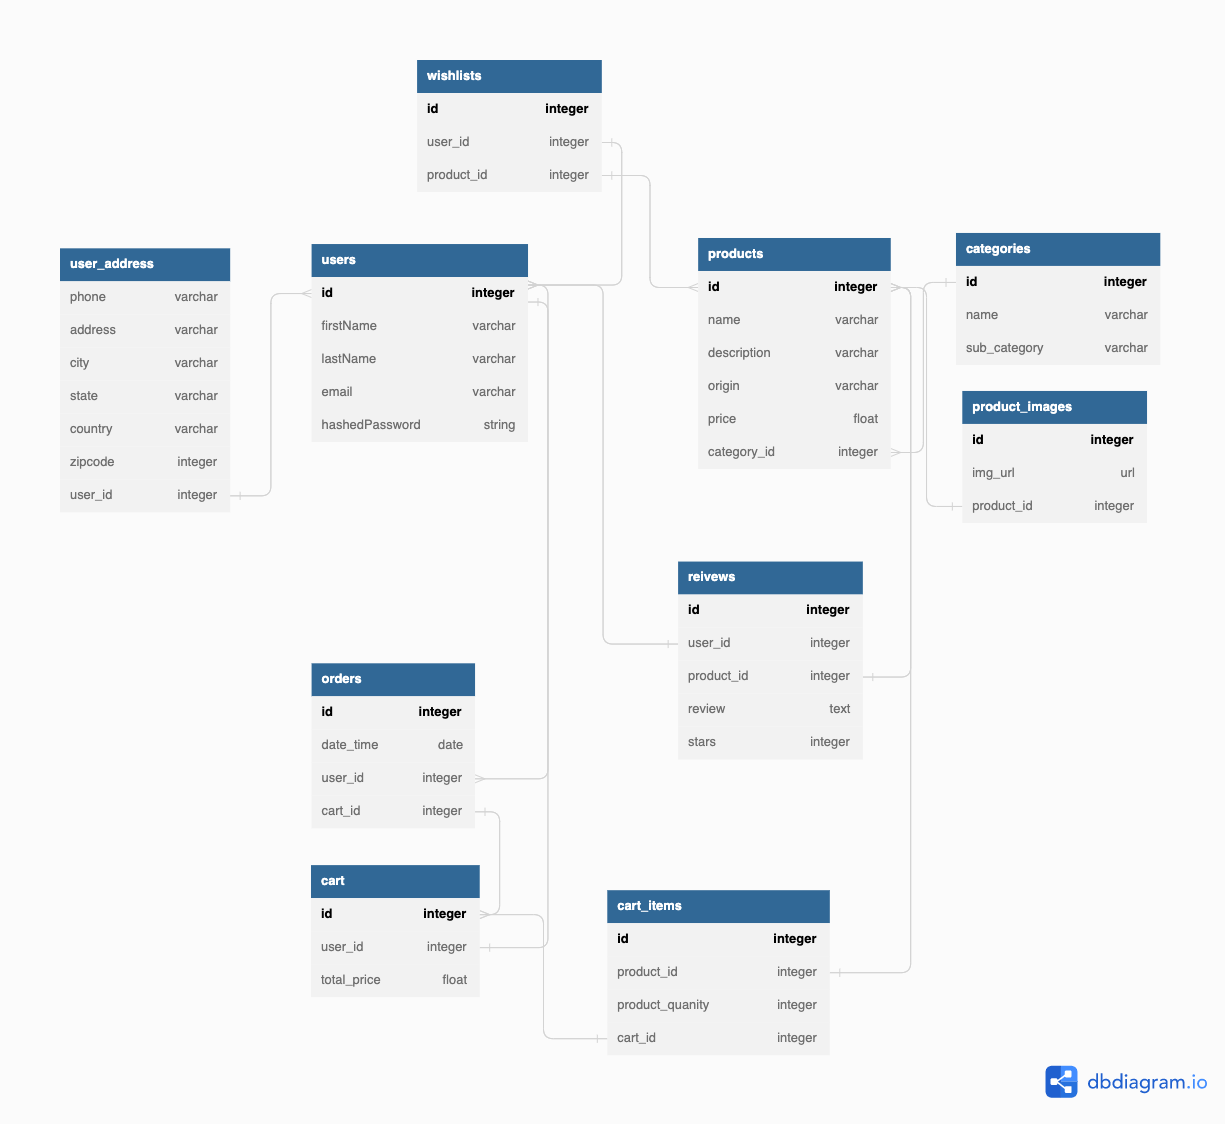 wishlists
id integer
user_id integer
product_id integer
user_address
phone varchar
address varchar
city varchar
state varchar
country varchar
zipcode integer
user_id integer
users
id integer
firstName varchar
lastName varchar
email varchar
hashedPassword string
products
id integer
name varchar
description varchar
origin varchar
price float
category_id integer
categories
id integer
name varchar
sub_category varchar
product_images
id integer
img_url url
product_id integer
reivews
id integer
user_id integer
product_id integer
review text
stars integer
orders
id integer
date_time date
user_id integer
cart_id integer
cart
id integer
user_id integer
total_price float
cart_items
id integer
product_id integer
product_quanity integer
cart_id integer
dbdiagram.io